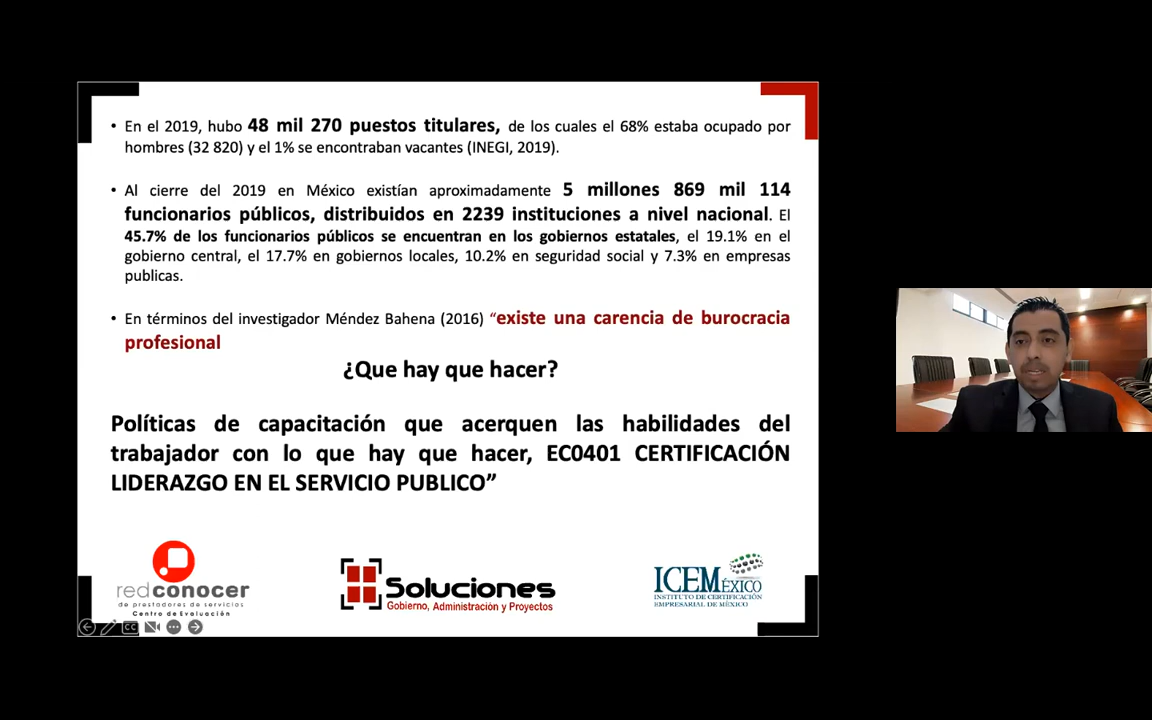 • En el 2019, hubo 48 mil 270 puestos titulares, de los cuales el 68% estaba ocupado por
hombres (32 820) y el 1% se encontraban vacantes (INEGI, 2019).
• Al cierre del 2019 en México existían aproximadamente 5 millones 869 mil 114
funcionarios públicos, distribuidos en 2239 instituciones a nivel nacional. El
45.7% de los funcionarios públicos se encuentran en los gobiernos estatales, el 19.1% en el
gobierno central, el 17.7% en gobiernos locales, 10.2% en seguridad social y 7.3% en empresas
publicas.
• En términos del investigador Méndez Bahena (2016) “existe una carencia de burocracia
profesional
¿Que hay que hacer?
Políticas de capacitación que acerquen las habilidades del
trabajador con lo que hay que hacer, EC0401 CERTIFICACIÓN
LIDERAZGO EN EL SERVICIO PUBLICO”
redconocer
de prestadores de servicios
Centro de Evaluación
Soluciones
Gobierno, Administración y Proyectos
ICEMÉXICO
INSTITUTO DE CERTIFICACIÓN
EMPRESARIAL DE MÉXICO
CC